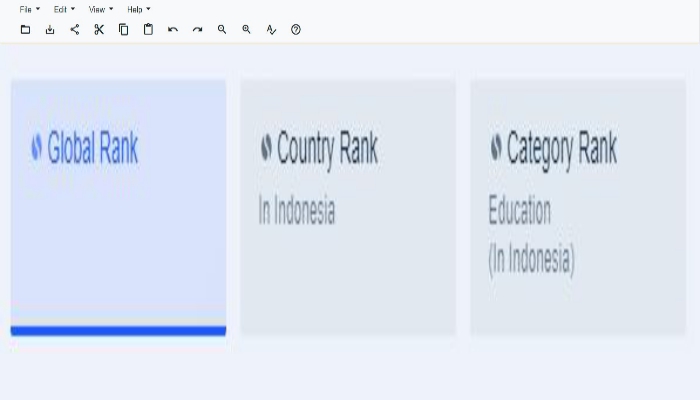 File Edit View Help
Global Rank
Country Rank
In Indonesia
Category Rank
Education
(In Indonesia)